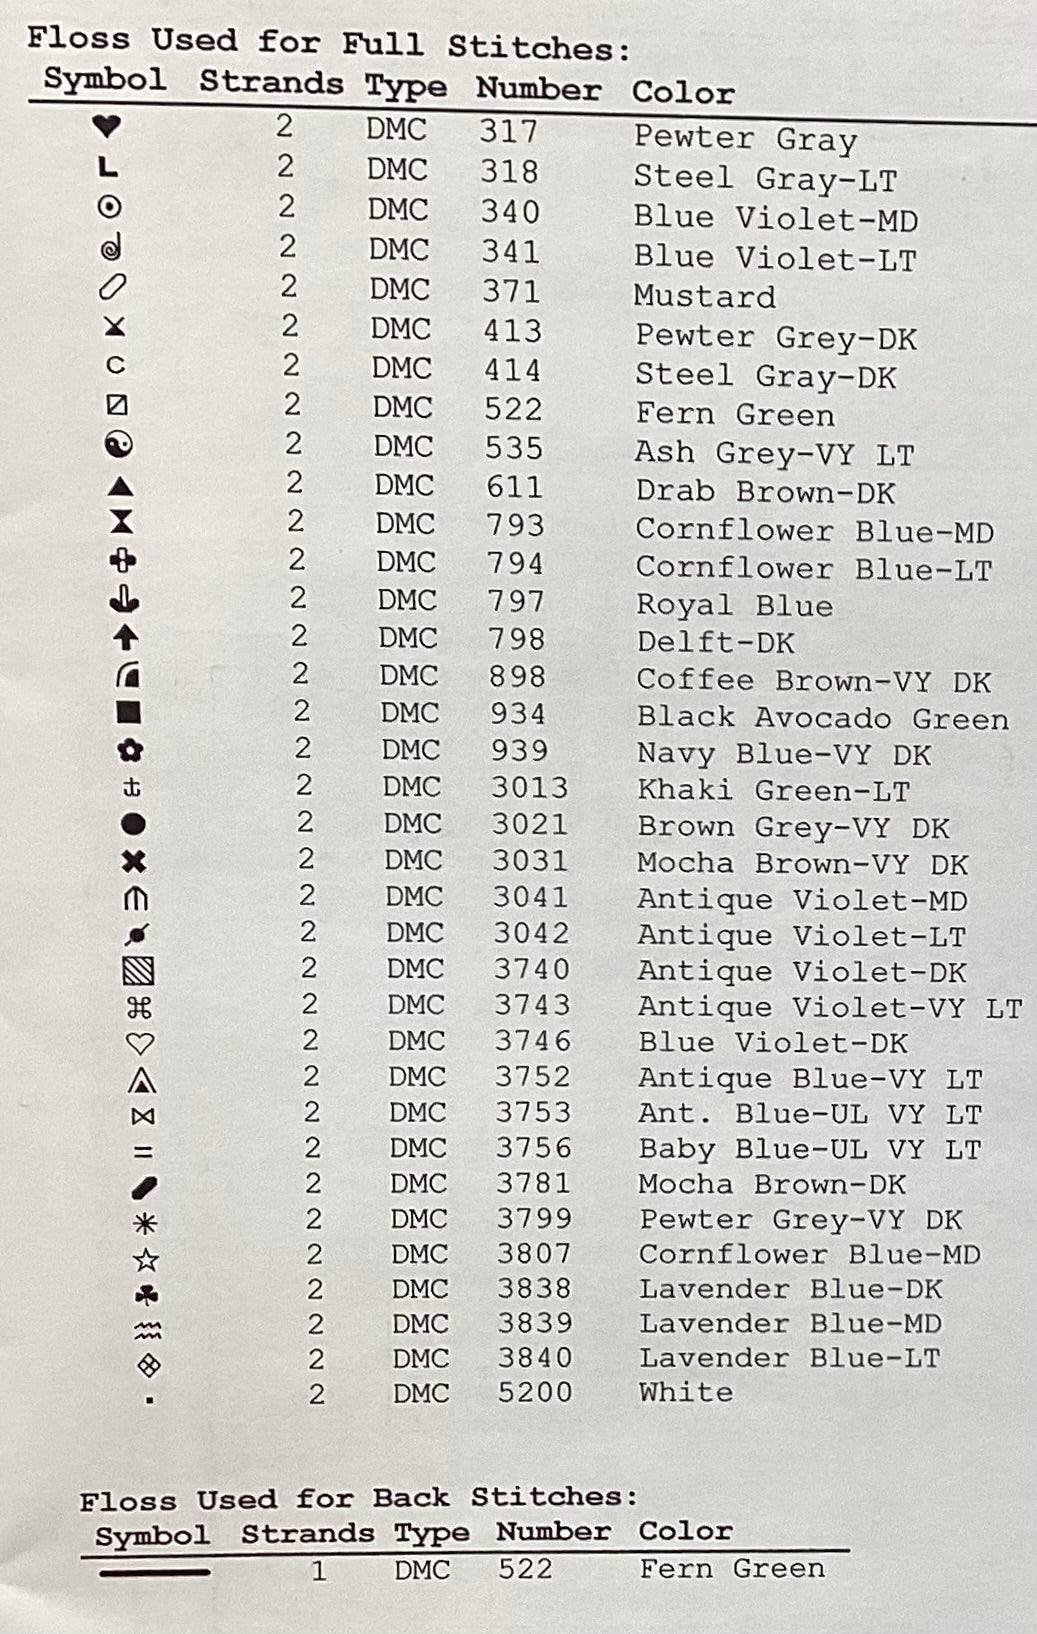 Floss Used for Full Stitches:
Symbol Strands Type Number Color
♥ 2 DMC 317 Pewter Gray
L 2 DMC 318 Steel Gray-LT
2 DMC 340 Blue Violet-MD
2 DMC 341 Blue Violet-LT
2 DMC 371 Mustard
2 DMC 413 Pewter Grey-DK
C 2 DMC 414 Steel Gray-DK
2 DMC 522 Fern Green
2 DMC 535 Ash Grey-VY LT
2 DMC 611 Drab Brown-DK
2 DMC 793 Cornflower Blue-MD
2 DMC 794 Cornflower Blue-LT
2 DMC 797 Royal Blue
2 DMC 798 Delft-DK
2 DMC 898 Coffee Brown-VY DK
2 DMC 934 Black Avocado Green
2 DMC 939 Navy Blue-VY DK
2 DMC 3013 Khaki Green-LT
2 DMC 3021 Brown Grey-VY DK
2 DMC 3031 Mocha Brown-VY DK
2 DMC 3041 Antique Violet-MD
2 DMC 3042 Antique Violet-LT
2 DMC 3740 Antique Violet-DK
⌘ 2 DMC 3743 Antique Violet-VY LT
♡ 2 DMC 3746 Blue Violet-DK
2 DMC 3752 Antique Blue-VY LT
⋈ 2 DMC 3753 Ant. Blue-UL VY LT
= 2 DMC 3756 Baby Blue-UL VY LT
2 DMC 3781 Mocha Brown-DK
2 DMC 3799 Pewter Grey-VY DK
☆ 2 DMC 3807 Cornflower Blue-MD
♣ 2 DMC 3838 Lavender Blue-DK
2 DMC 3839 Lavender Blue-MD
2 DMC 3840 Lavender Blue-LT
2 DMC 5200 White
Floss Used for Back Stitches:
Symbol Strands Type Number Color
1 DMC 522 Fern Green